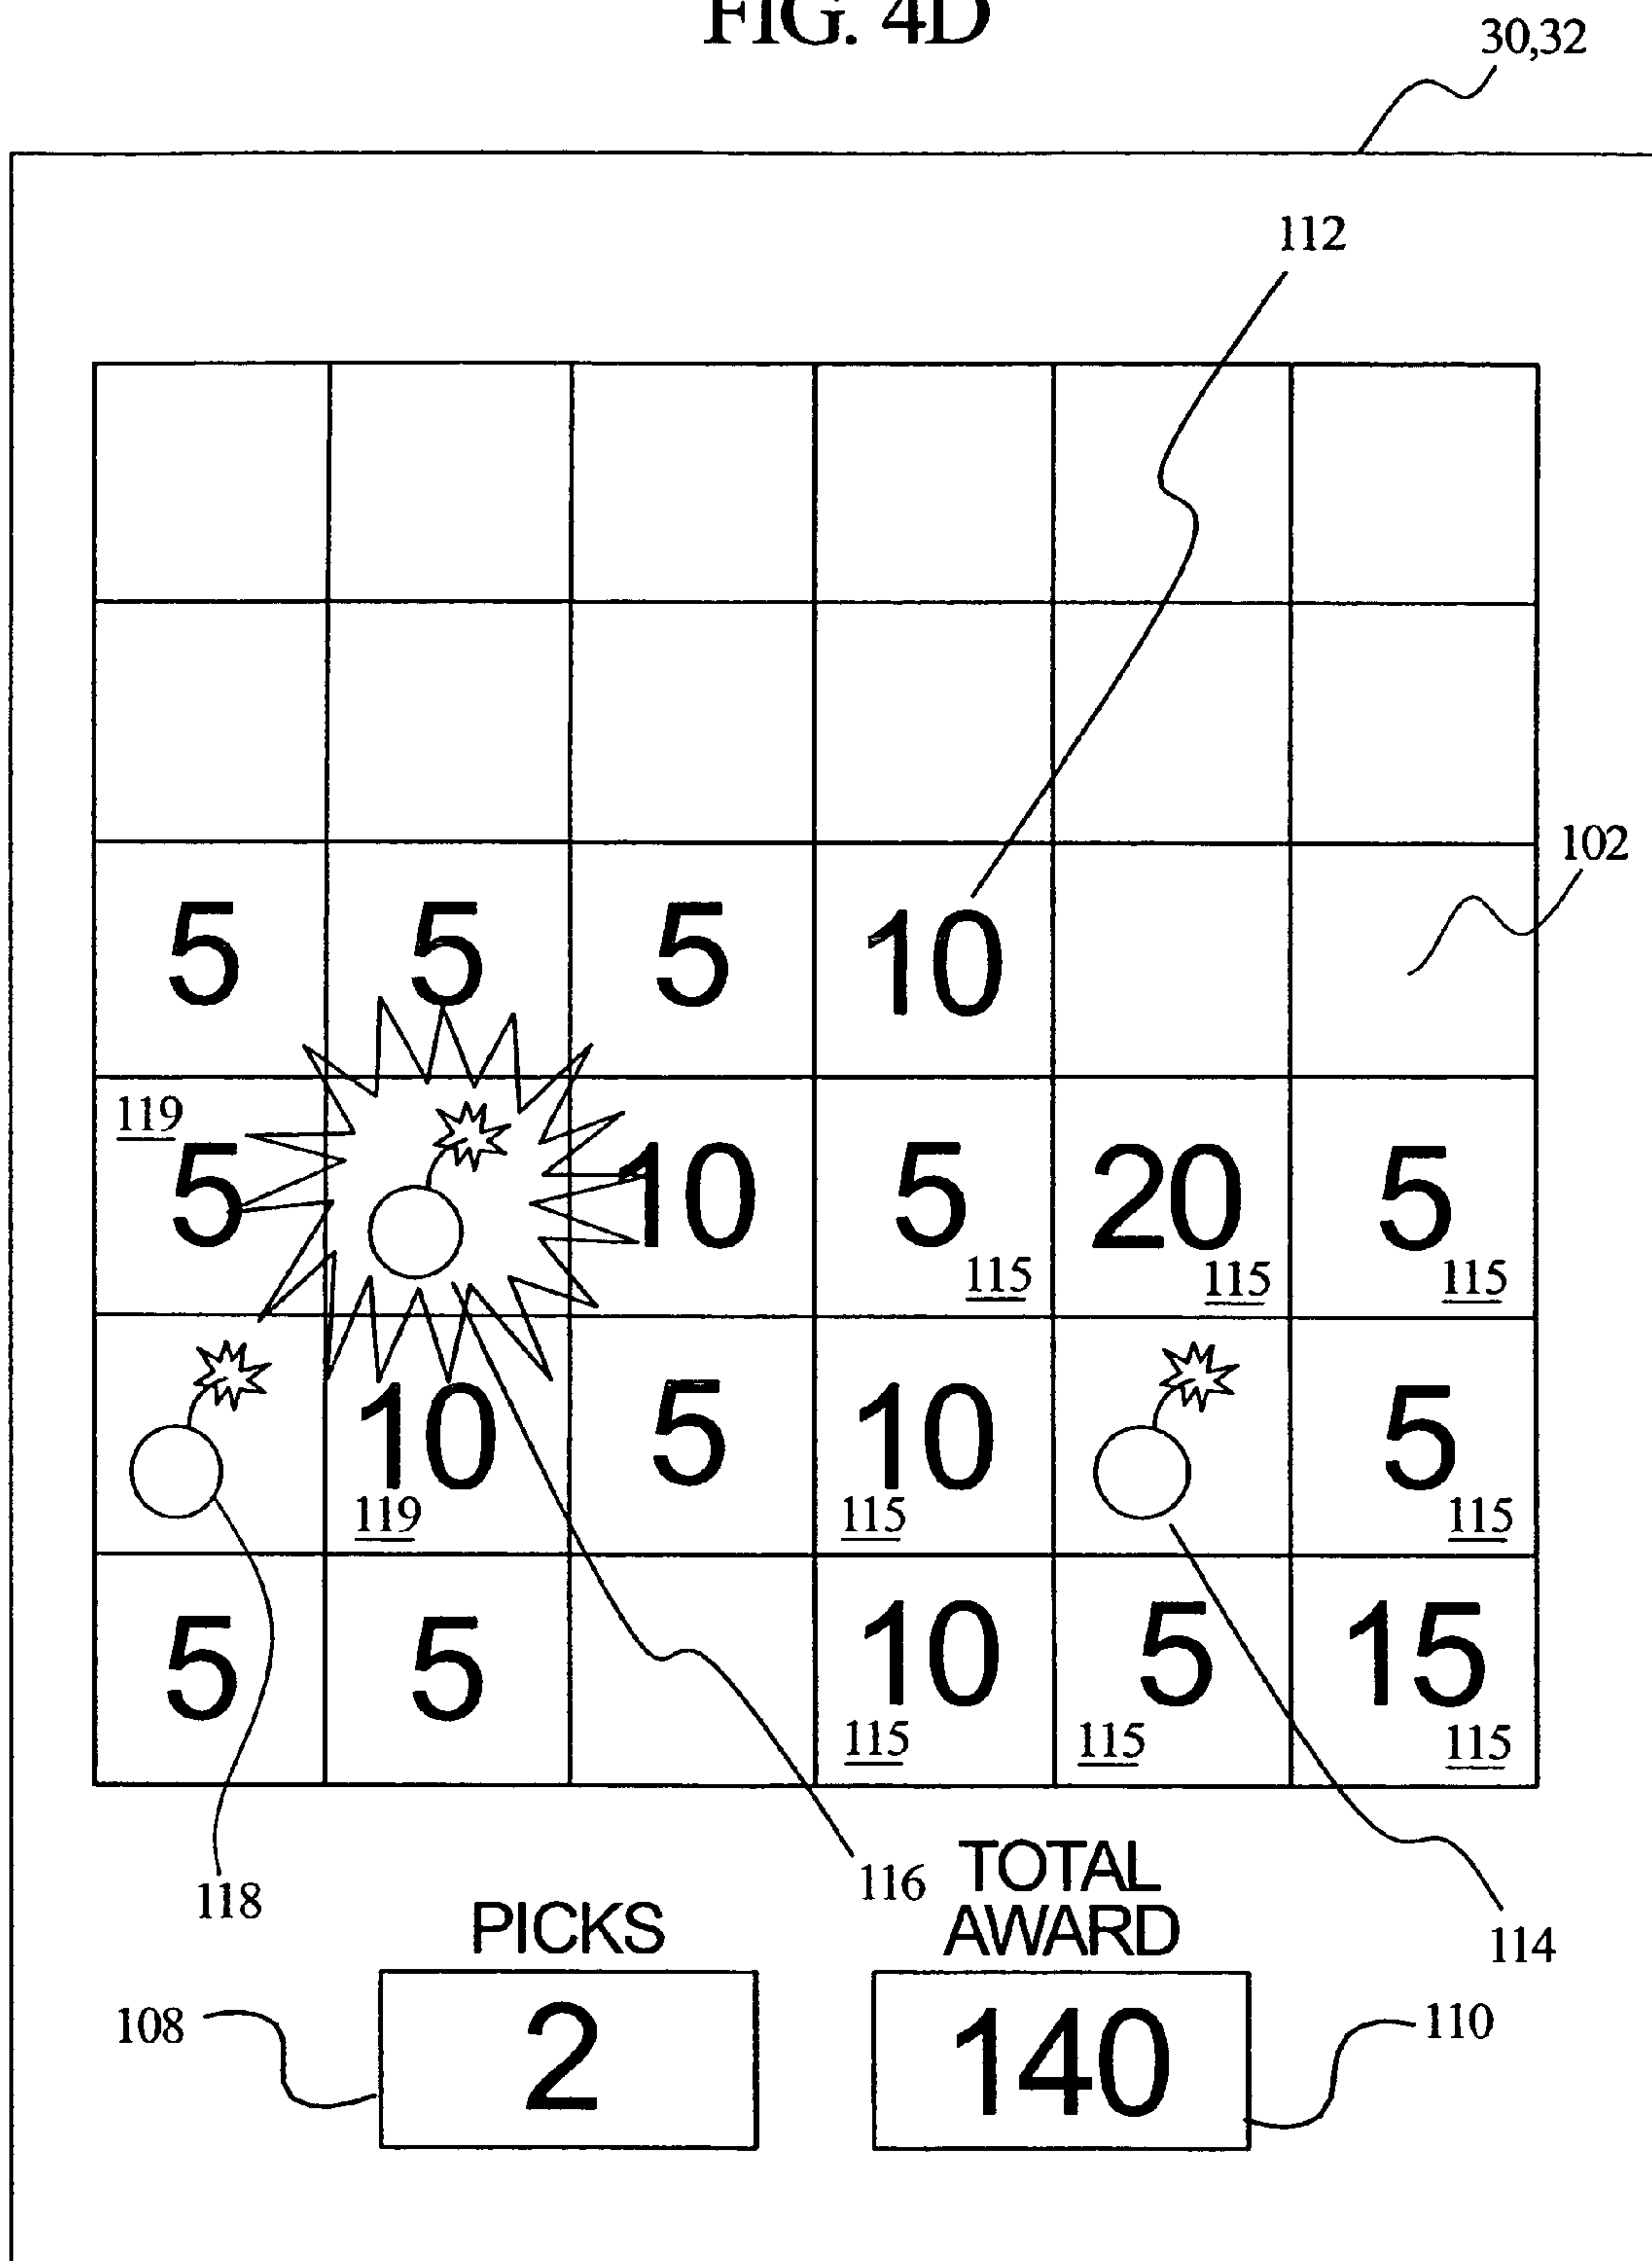 FIG. 4D
30,32
112
102
5 5 5 10
119
5 10 5 20 5
115 115 115
10 5 10 5
119 115 115
5 5 10 5 15
115 115 115
118 116 TOTAL
PICKS AWARD 114
108 2 140 110